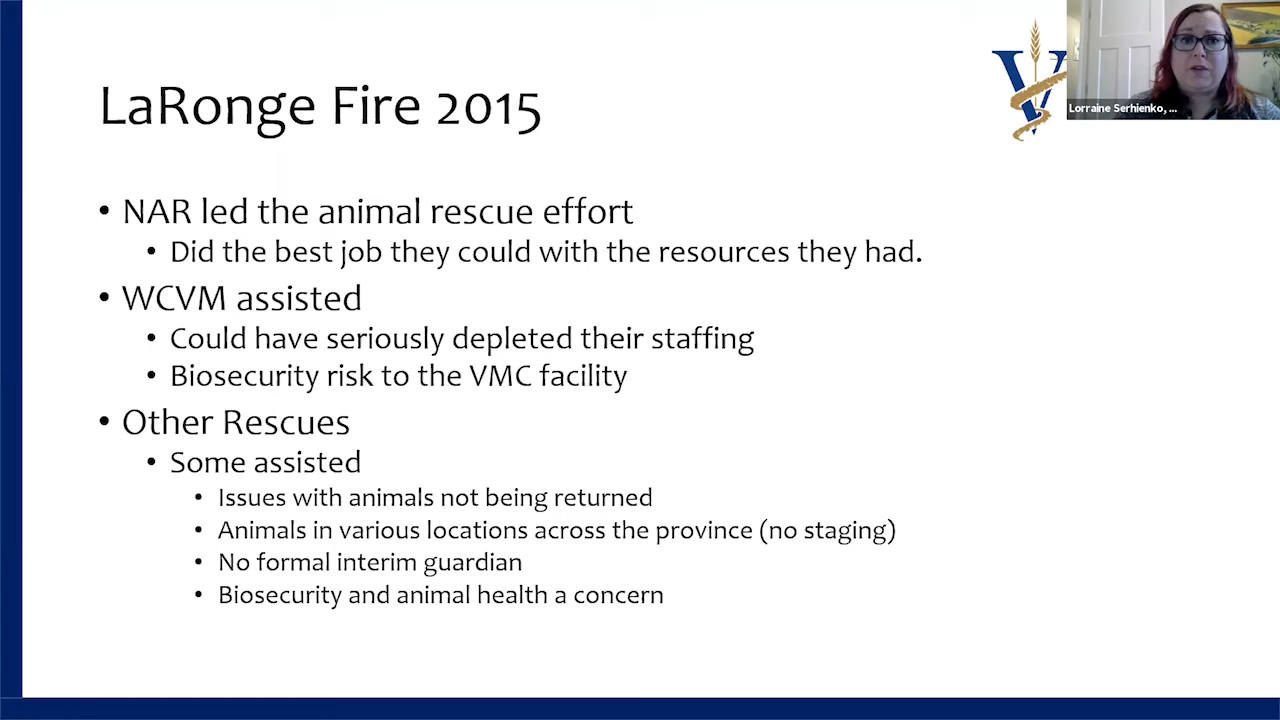 Lorraine Serhienko, ...
LaRonge Fire 2015
• NAR led the animal rescue effort
• Did the best job they could with the resources they had.
• WCVM assisted
• Could have seriously depleted their staffing
• Biosecurity risk to the VMC facility
• Other Rescues
• Some assisted
• Issues with animals not being returned
• Animals in various locations across the province (no staging)
• No formal interim guardian
• Biosecurity and animal health a concern